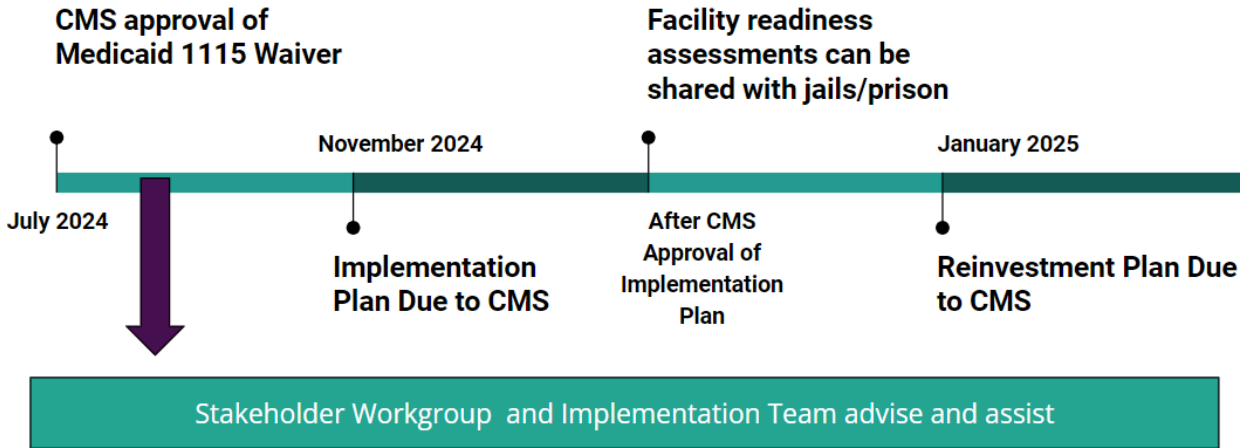 CMS approval of
Medicaid 1115 Waiver
Facility readiness
assessments can be
shared with jails/prison
November 2024
January 2025
July 2024
After CMS
Approval of
Implementation
Plan
Implementation
Plan Due to CMS
Reinvestment Plan Due
to CMS
Stakeholder Workgroup  and Implementation Team advise and assist